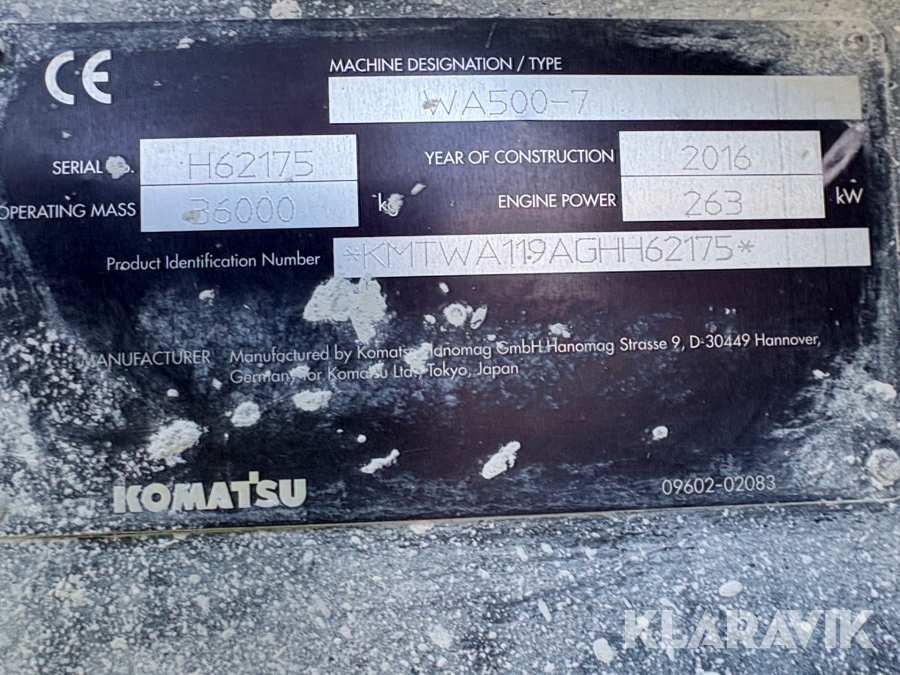 CE
MACHINE DESIGNATION / TYPE
WA500-7
SERIAL
H62175
YEAR OF CONSTRUCTION
2016
OPERATING MASS
36000
kg
ENGINE POWER
263
kW
Product Identification Number
*KMTWA119AGHH62175*
MANUFACTURER
Manufactured by Komatsu Hanomag GmbH Hanomag Strasse 9, D-30449 Hannover,
Germany for Komatsu Ltd., Tokyo, Japan
KOMATSU
09602-02083
KLARAVIK